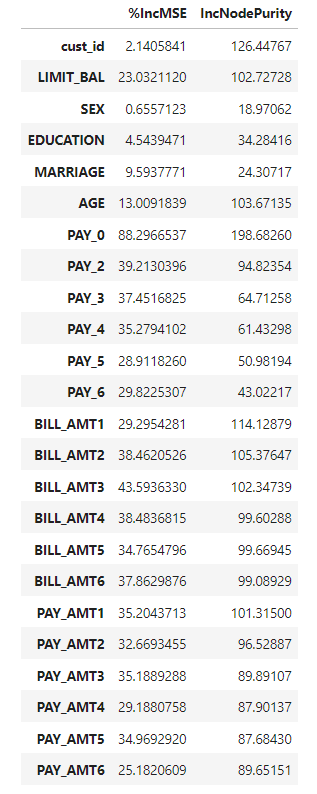 %IncMSE IncNodePurity
cust_id 2.1405841 126.44767
LIMIT_BAL 23.0321120 102.72728
SEX 0.6557123 18.97062
EDUCATION 4.5439471 34.28416
MARRIAGE 9.5937771 24.30717
AGE 13.0091839 103.67135
PAY_0 88.2966537 198.68260
PAY_2 39.2130396 94.82354
PAY_3 37.4516825 64.71258
PAY_4 35.2794102 61.43298
PAY_5 28.9118260 50.98194
PAY_6 29.8225307 43.02217
BILL_AMT1 29.2954281 114.12879
BILL_AMT2 38.4620526 105.37647
BILL_AMT3 43.5936330 102.34739
BILL_AMT4 38.4836815 99.60288
BILL_AMT5 34.7654796 99.66945
BILL_AMT6 37.8629876 99.08929
PAY_AMT1 35.2043713 101.31500
PAY_AMT2 32.6693455 96.52887
PAY_AMT3 35.1889288 89.89107
PAY_AMT4 29.1880758 87.90137
PAY_AMT5 34.9692920 87.68430
PAY_AMT6 25.1820609 89.65151